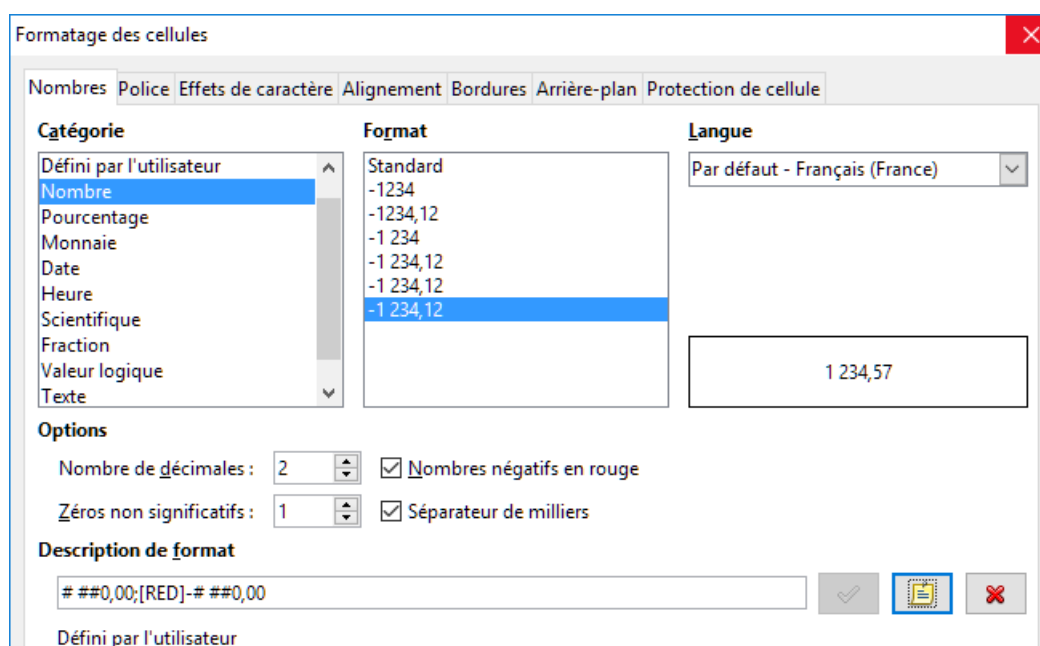 Formatage des cellules
Nombres Police Effets de caractère Alignement Bordures Arrière-plan Protection de cellule
Catégorie
Défini par l'utilisateur
Nombre
Pourcentage
Monnaie
Date
Heure
Scientifique
Fraction
Valeur logique
Texte
Format
Standard
-1234
-1234,12
-1 234
-1 234,12
-1 234,12
-1 234,12
Langue
Par défaut - Français (France)
1 234,57
Options
Nombre de décimales : 2 Nombres négatifs en rouge
Zéros non significatifs : 1 Séparateur de milliers
Description de format
# ##0,00;[RED]-# ##0,00
Défini par l'utilisateur